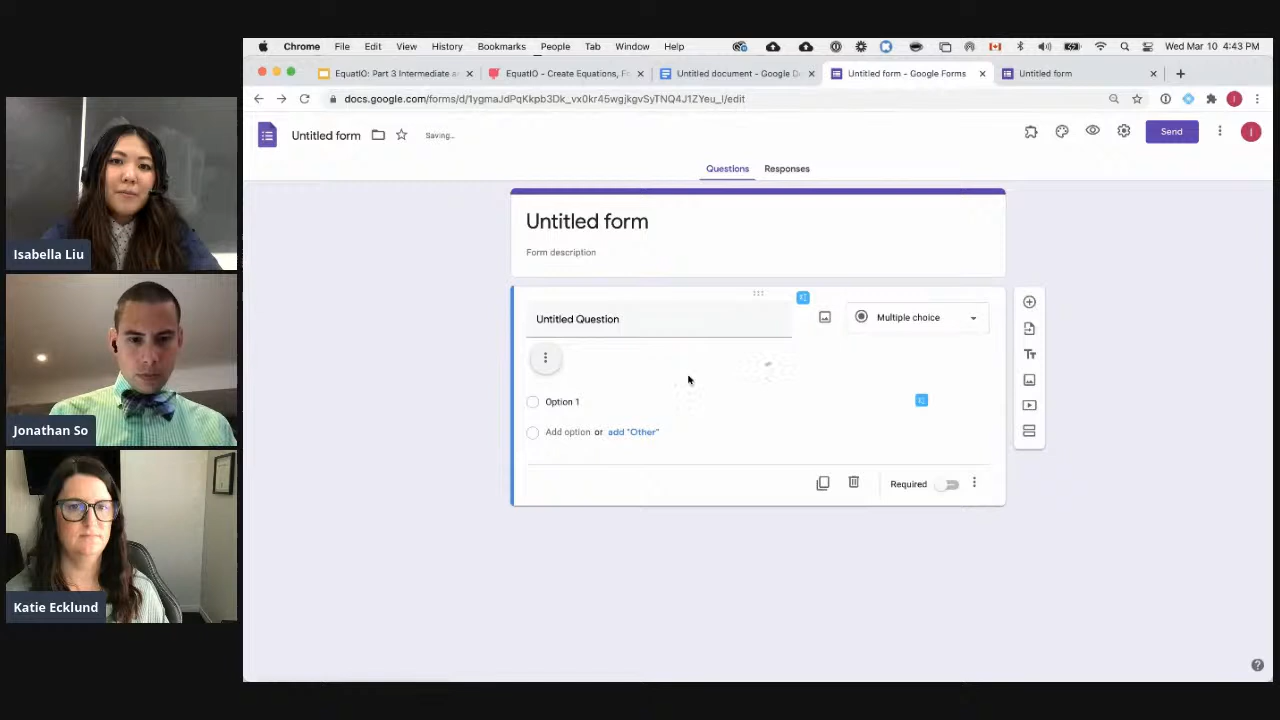 Chrome File Edit View History Bookmarks People Tab Window Help
Wed Mar 10 4:43 PM
EquatIO: Part 3 Intermediate a
EquatIO - Create Equations, F
Untitled document - Google D
Untitled form - Google Forms
Untitled form
docs.google.com/forms/d/1ygmaJdPqKkpb3Dk_vx0kr45wgjkgvSyTNQ4J1ZYeu_I/edit
Untitled form
Saving...
Send
I
Questions Responses
Untitled form
Form description
Untitled Question
Multiple choice
Option 1
Add option or add "Other"
Required
Isabella Liu
Jonathan So
Katie Ecklund